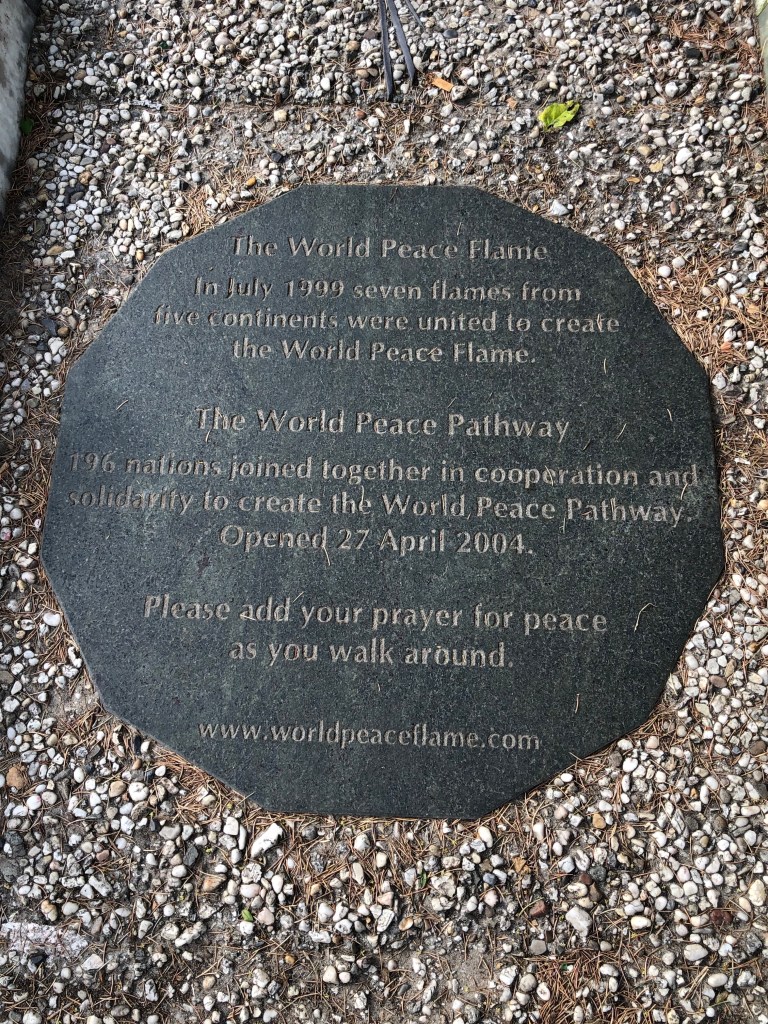 The World Peace Flame
In July 1999 seven flames from
five continents were united to create
the World Peace Flame.
The World Peace Pathway
196 nations joined together in cooperation and
solidarity to create the World Peace Pathway.
Opened 27 April 2004.
Please add your prayer for peace
as you walk around.
www.worldpeaceflame.com